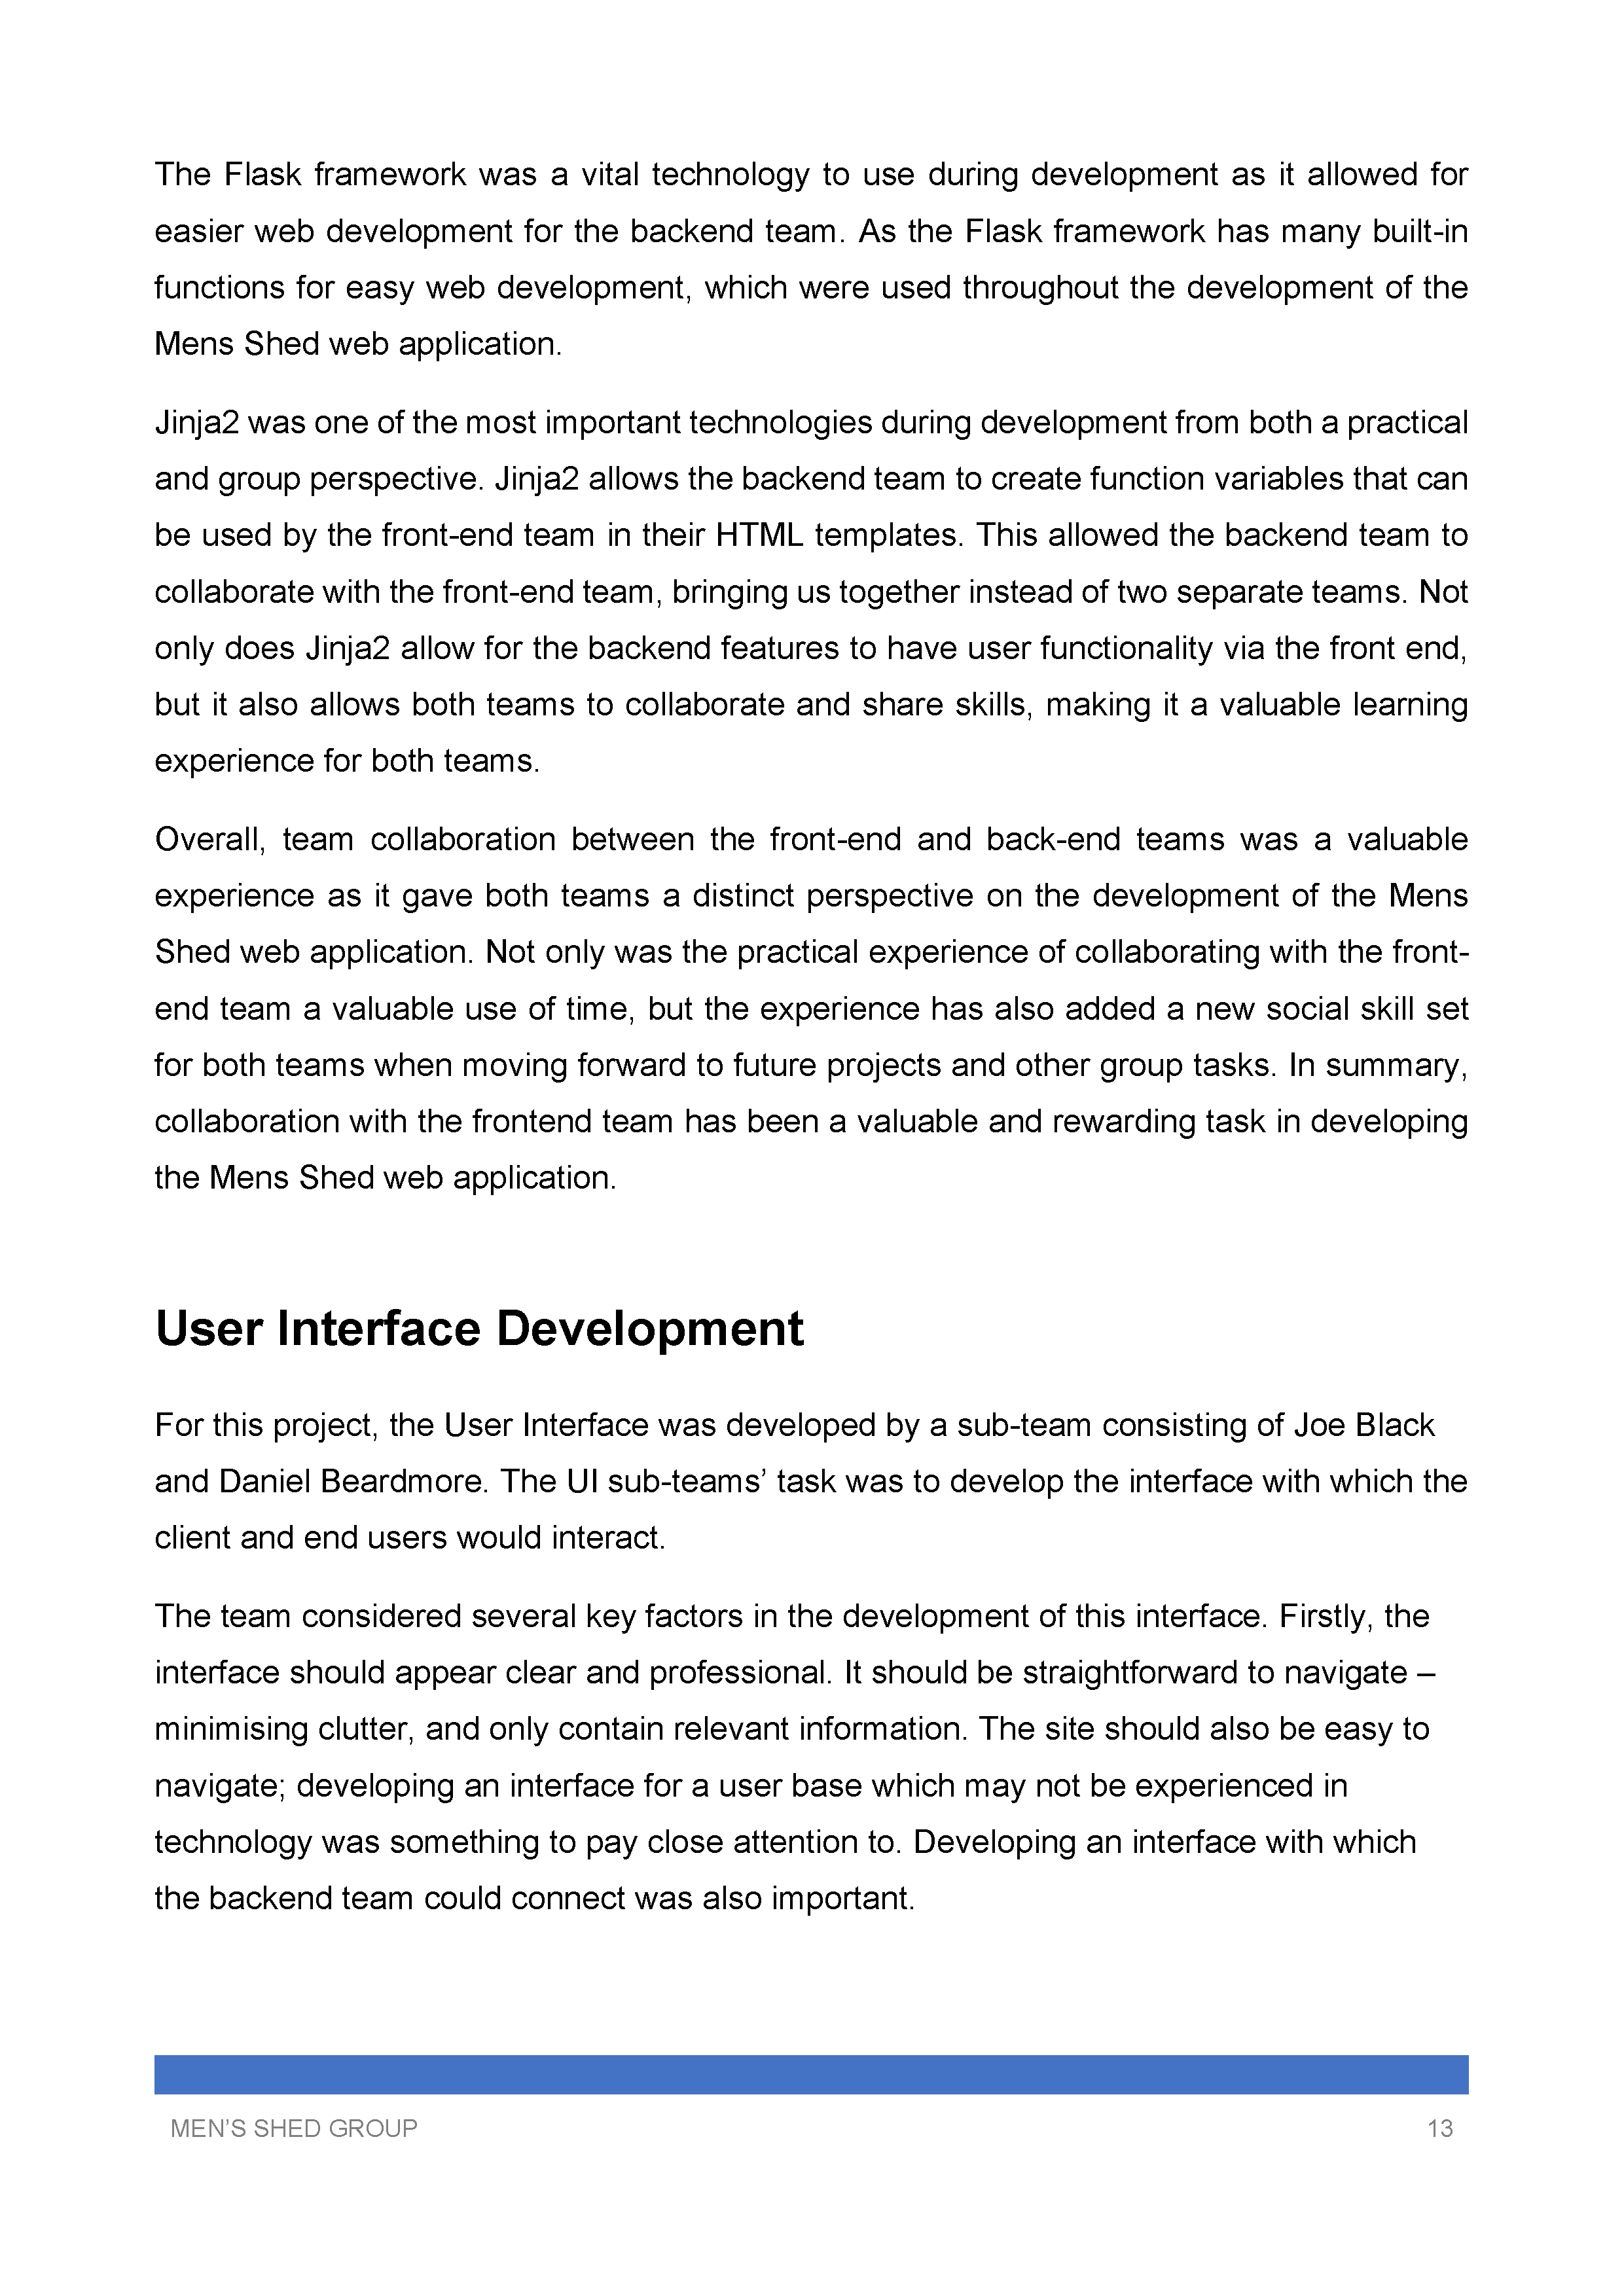 The Flask framework was a vital technology to use during development as it allowed for
easier web development for the backend team. As the Flask framework has many built-in
functions for easy web development, which were used throughout the development of the
Mens Shed web application.
Jinja2 was one of the most important technologies during development from both a practical
and group perspective. Jinja2 allows the backend team to create function variables that can
be used by the front-end team in their HTML templates. This allowed the backend team to
collaborate with the front-end team, bringing us together instead of two separate teams. Not
only does Jinja2 allow for the backend features to have user functionality via the front end,
but it also allows both teams to collaborate and share skills, making it a valuable learning
experience for both teams.
Overall, team collaboration between the front-end and back-end teams was a valuable
experience as it gave both teams a distinct perspective on the development of the Mens
Shed web application. Not only was the practical experience of collaborating with the front-
end team a valuable use of time, but the experience has also added a new social skill set
for both teams when moving forward to future projects and other group tasks. In summary,
collaboration with the frontend team has been a valuable and rewarding task in developing
the Mens Shed web application.
User Interface Development
For this project, the User Interface was developed by a sub-team consisting of Joe Black
and Daniel Beardmore. The UI sub-teams’ task was to develop the interface with which the
client and end users would interact.
The team considered several key factors in the development of this interface. Firstly, the
interface should appear clear and professional. It should be straightforward to navigate –
minimising clutter, and only contain relevant information. The site should also be easy to
navigate; developing an interface for a user base which may not be experienced in
technology was something to pay close attention to. Developing an interface with which
the backend team could connect was also important.
MEN’S SHED GROUP 13